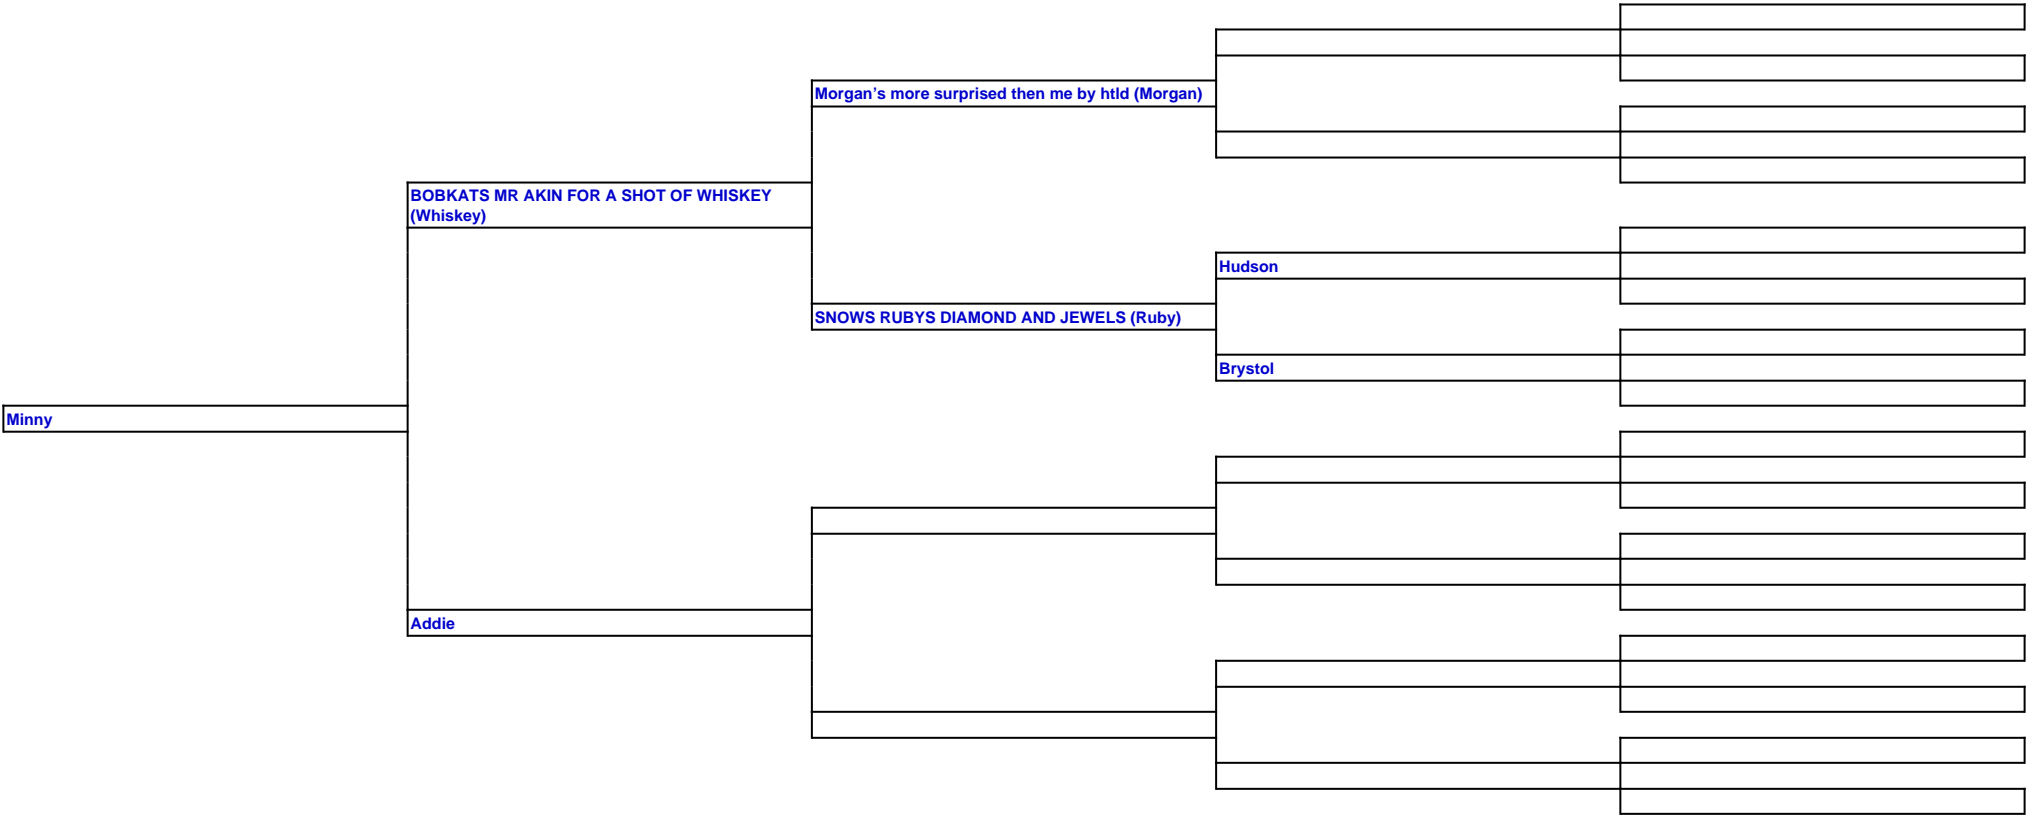 Morgan’s more surprised then me by htld (Morgan)
BOBKATS MR AKIN FOR A SHOT OF WHISKEY
(Whiskey)
Hudson
SNOWS RUBYS DIAMOND AND JEWELS (Ruby)
Brystol
Minny
Addie